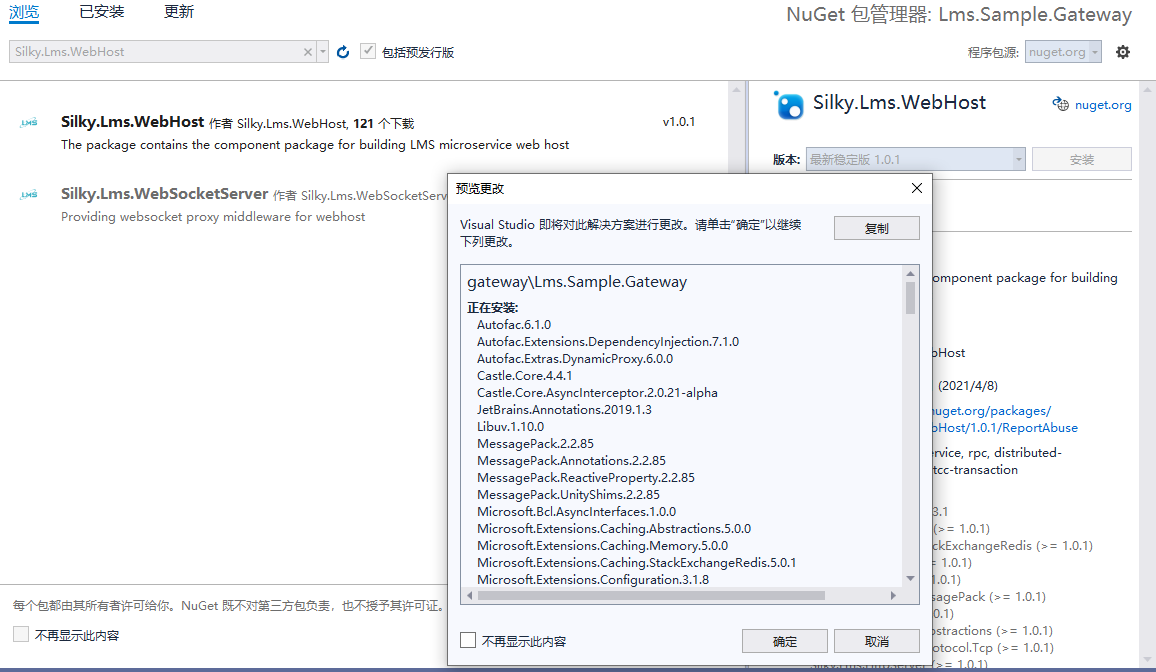 浏览 已安装 更新
NuGet 包管理器: Lms.Sample.Gateway
Silky.Lms.WebHost
包括预发行版
程序包源: nuget.org
LMS
Silky.Lms.WebHost 作者 Silky.Lms.WebHost, 121 个下载
v1.0.1
The package contains the component package for building LMS microservice web host
LMS
Silky.Lms.WebSocketServer 作者 Silky.Lms.WebSocketServ
Providing websocket proxy middleware for webhost
每个包都由其所有者许可给你。NuGet 既不对第三方包负责，也不授予其许可证。
不再显示此内容
Silky.Lms.WebHost
nuget.org
版本: 最新稳定版 1.0.1 安装
预览更改
Visual Studio 即将对此解决方案进行更改。请单击“确定”以继续
下列更改。
复制
gateway\Lms.Sample.Gateway
正在安装:
Autofac.6.1.0
Autofac.Extensions.DependencyInjection.7.1.0
Autofac.Extras.DynamicProxy.6.0.0
Castle.Core.4.4.1
Castle.Core.AsyncInterceptor.2.0.21-alpha
JetBrains.Annotations.2019.1.3
Libuv.1.10.0
MessagePack.2.2.85
MessagePack.Annotations.2.2.85
MessagePack.ReactiveProperty.2.2.85
MessagePack.UnityShims.2.2.85
Microsoft.Bcl.AsyncInterfaces.1.0.0
Microsoft.Extensions.Caching.Abstractions.5.0.0
Microsoft.Extensions.Caching.Memory.5.0.0
Microsoft.Extensions.Caching.StackExchangeRedis.5.0.1
Microsoft.Extensions.Configuration.3.1.8
不再显示此内容
确定 取消
omponent package for building
bHost
(2021/4/8)
nuget.org/packages/
bHost/1.0.1/ReportAbuse
ervice, rpc, distributed-
tcc-transaction
3.1
(>= 1.0.1)
ckExchangeRedis (>= 1.0.1)
= 1.0.1)
1.0.1)
sagePack (>= 1.0.1)
0.1)
bstractions (>= 1.0.1)
otocol.Tcp (>= 1.0.1)
(>= 1.0.1)